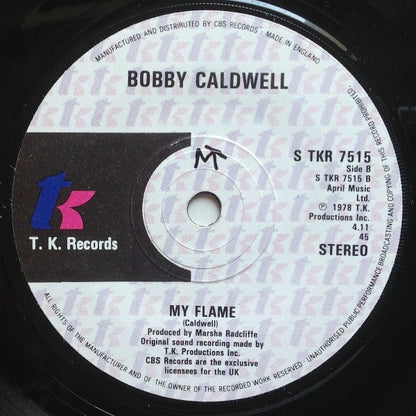 MANUFACTURED AND DISTRIBUTED BY CBS RECORDS · MADE IN ENGLAND
BOBBY CALDWELL
MT
S TKR 7515
Side B
S TKR 7515 B
April Music
Ltd.
℗ 1978 T.K.
Productions Inc.
4.11
45
STEREO
tk
T. K. Records
MY FLAME
(Caldwell)
Produced by Marsha Radcliffe
Original sound recording made by
T.K. Productions Inc.
CBS Records are the exclusive
licensees for the UK
ALL RIGHTS OF THE MANUFACTURER AND OF THE OWNER OF THE RECORDED WORK RESERVED · UNAUTHORISED PUBLIC PERFORMANCE BROADCASTING AND COPYING OF THIS RECORD PROHIBITED.